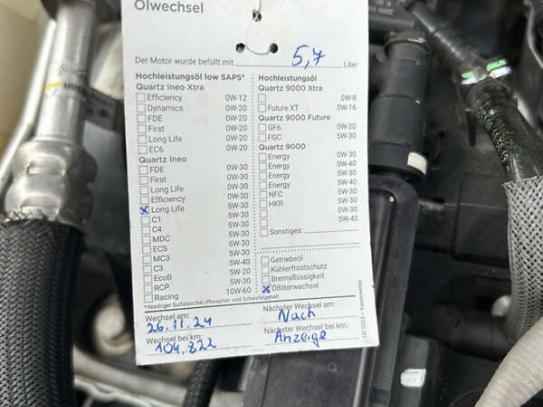 Ölwechsel
Der Motor wurde befüllt mit 5,7 Liter
Hochleistungsöl low SAPS*
Quartz Ineo Xtra
Efficiency 0W-12
Dynamics 0W-20
FDE 0W-20
First 0W-20
Long Life 0W-20
EC6 0W-20
Quartz Ineo
FDE 0W-30
First 0W-30
Long Life 0W-30
Efficiency 0W-30
Long Life 5W-30
C1 5W-30
C4 5W-30
MDC 5W-30
ECS 5W-30
MC3 5W-30
C3 5W-40
EcoB 5W-20
RCP 5W-30
Racing 10W-60
*Niedriger Sulfatasche-, Phosphor- und Schwefelgehalt
Wechsel am: 26.11.24
Wechsel bei km: 104.822
Hochleistungsöl
Quartz 9000 Xtra
0W-8
Future XT 0W-16
Quartz 9000 Future
GF6 0W-20
FGC 5W-30
Quartz 9000
Energy 0W-30
Energy 0W-40
Energy 5W-30
Energy 5W-40
NFC 5W-30
HKR 5W-30
0W-30
5W-40
Sonstiges:
Getriebeöl
Kühlerfrostschutz
Bremsflüssigkeit
Ölfilterwechsel
Nächster Wechsel am: Nach
Nächster Wechsel bei km: Anzeige